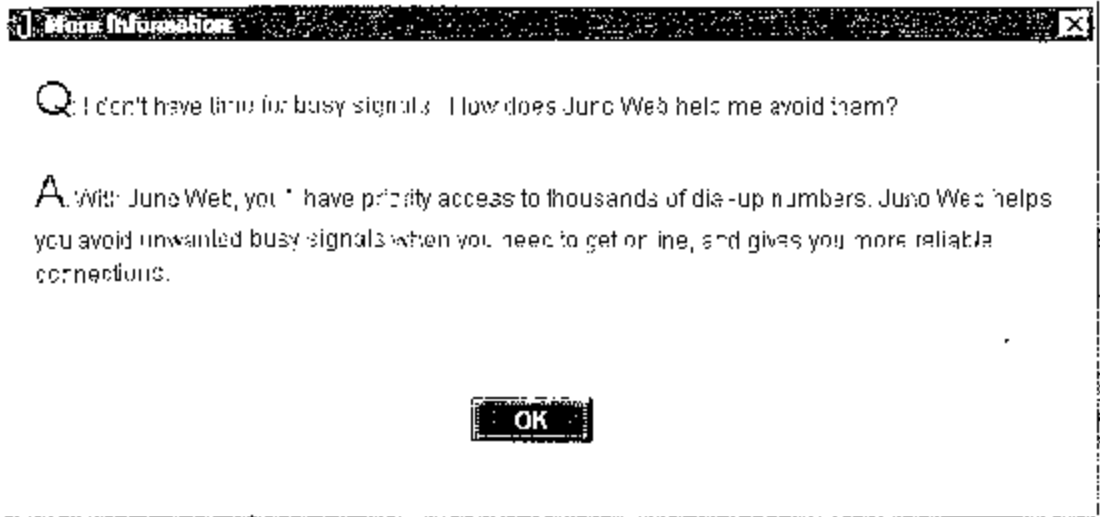 More Information
Q: I don't have time for busy signals. How does Juno Web help me avoid them?
A: With Juno Web, you'll have priority access to thousands of dial-up numbers. Juno Web helps
you avoid unwanted busy signals when you need to get online, and gives you more reliable
connections.
OK